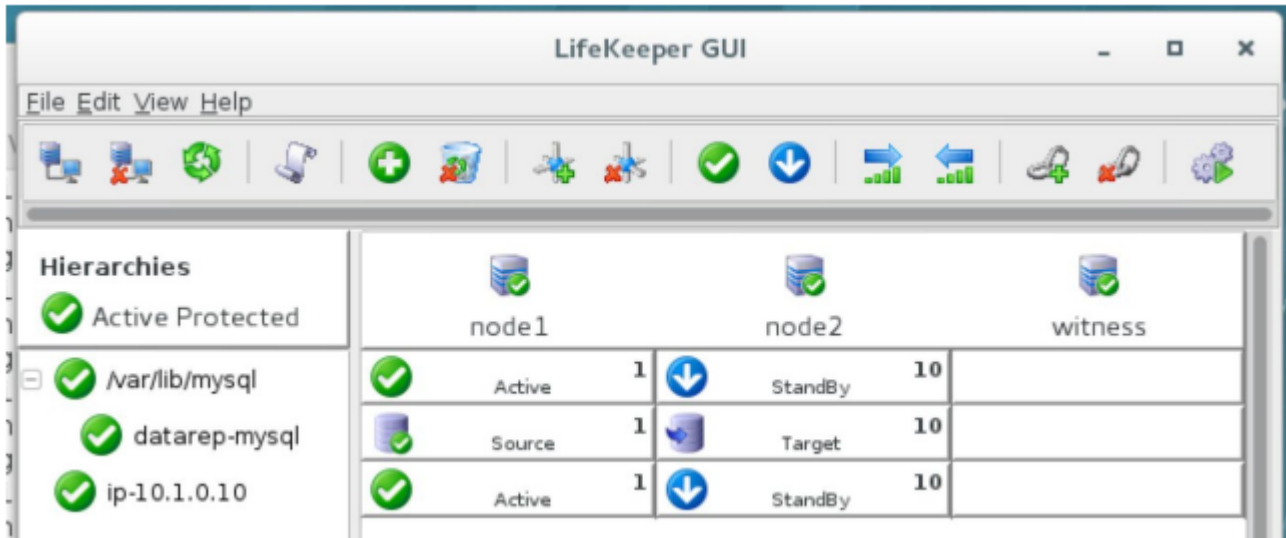 LifeKeeper GUI
File Edit View Help
Hierarchies
Active Protected
node1 node2 witness
/var/lib/mysql Active 1 StandBy 10
datarep-mysql Source 1 Target 10
ip-10.1.0.10 Active 1 StandBy 10